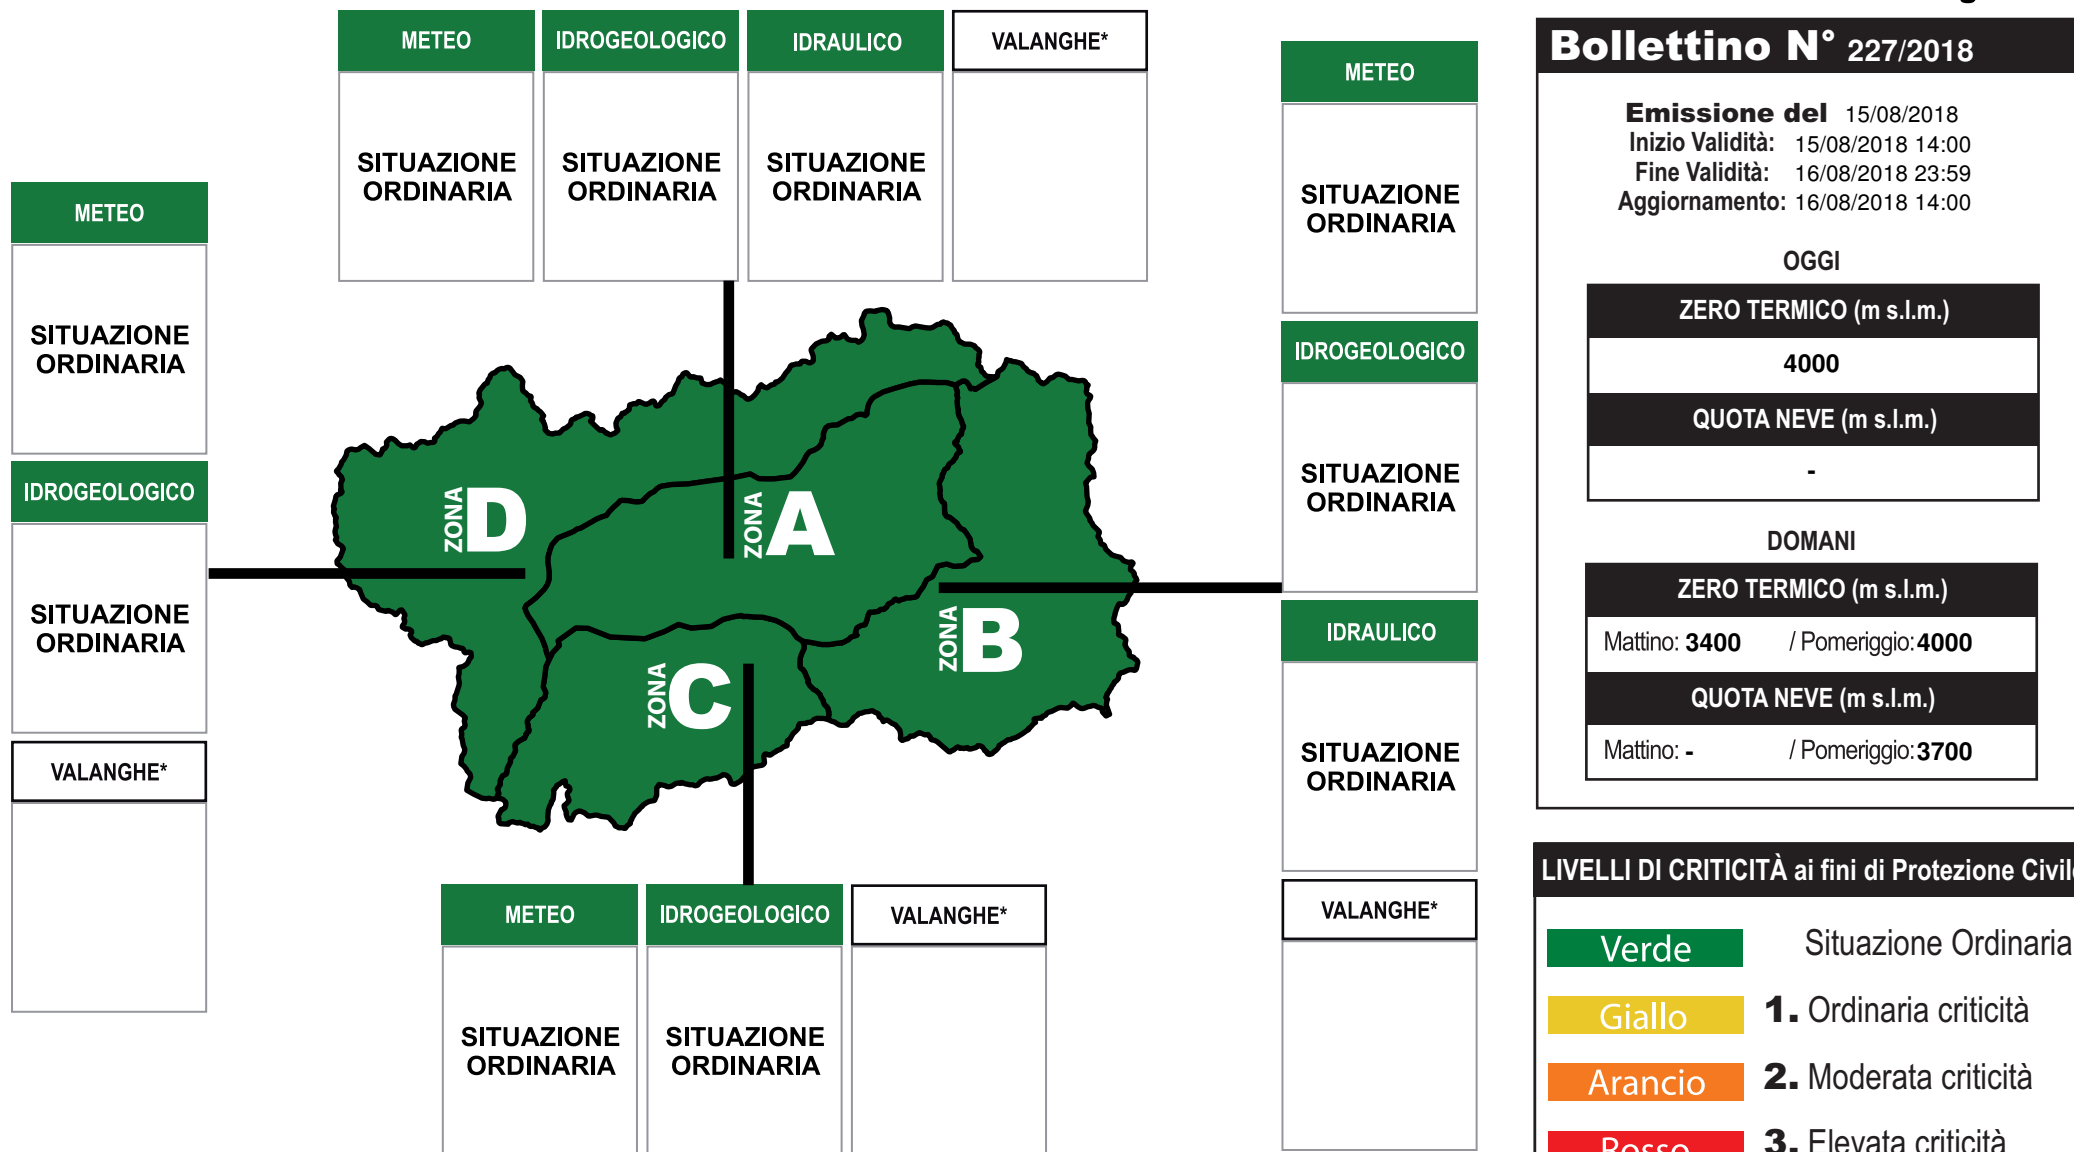 METEO
IDROGEOLOGICO
IDRAULICO
VALANGHE*
SITUAZIONE
ORDINARIA
SITUAZIONE
ORDINARIA
SITUAZIONE
ORDINARIA
METEO
SITUAZIONE
ORDINARIA
IDROGEOLOGICO
SITUAZIONE
ORDINARIA
VALANGHE*
ZONA D
ZONA A
ZONA B
ZONA C
METEO
SITUAZIONE
ORDINARIA
IDROGEOLOGICO
SITUAZIONE
ORDINARIA
IDRAULICO
SITUAZIONE
ORDINARIA
VALANGHE*
METEO
IDROGEOLOGICO
VALANGHE*
SITUAZIONE
ORDINARIA
SITUAZIONE
ORDINARIA
Bollettino N° 227/2018
Emissione del 15/08/2018
Inizio Validità: 15/08/2018 14:00
Fine Validità: 16/08/2018 23:59
Aggiornamento: 16/08/2018 14:00
OGGI
ZERO TERMICO (m s.l.m.)
4000
QUOTA NEVE (m s.l.m.)
-
DOMANI
ZERO TERMICO (m s.l.m.)
Mattino: 3400 / Pomeriggio: 4000
QUOTA NEVE (m s.l.m.)
Mattino: - / Pomeriggio: 3700
LIVELLI DI CRITICITÀ ai fini di Protezione Civile
Verde Situazione Ordinaria
Giallo 1. Ordinaria criticità
Arancio 2. Moderata criticità
Rosso 3. Elevata criticità